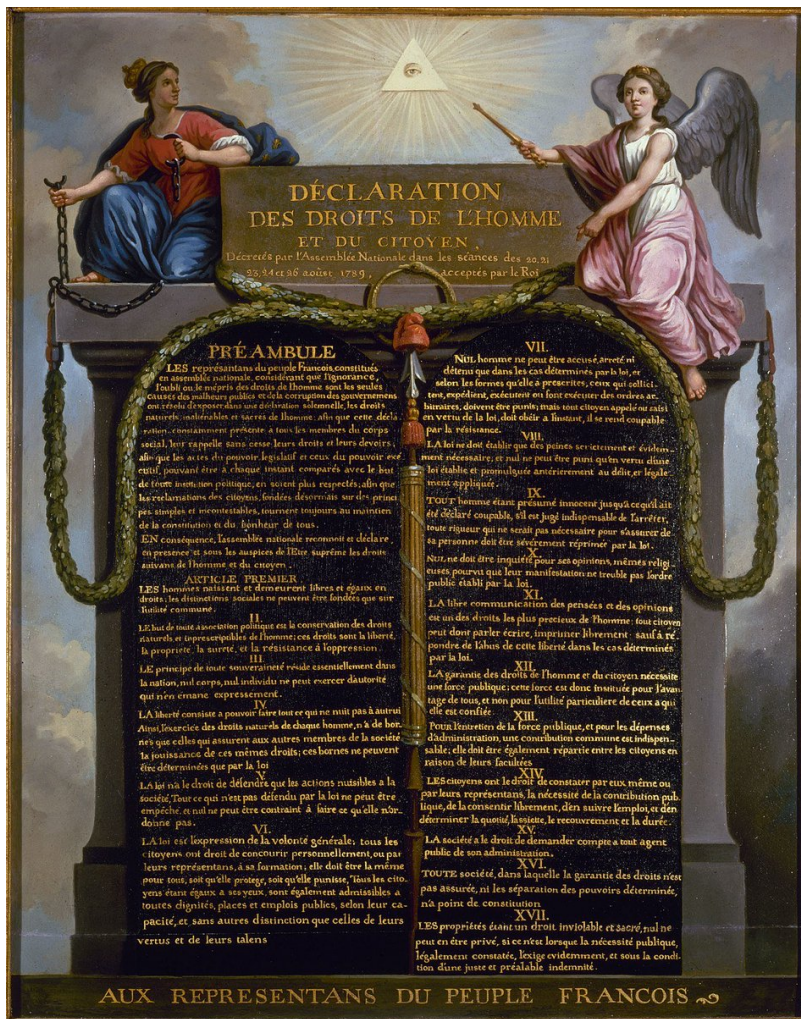 DÉCLARATION
DES DROITS DE L'HOMME
ET DU CITOYEN,
Décretés par l'Assemblée Nationale dans les séances des 20, 21
23, 24 et 26 août 1789, acceptés par le Roi
PRÉAMBULE
LES représentans du peuple François, constitués
en assemblée nationale, considérant que l'ignorance,
l'oubli ou le mépris des droits de l'homme sont les seules
causes des malheurs publics et de la corruption des gouvernemens
ont résolu d'exposer dans une déclaration solemnelle, les droits
naturels, inaliénables et sacrés de l'homme; afin que cette décla
ration, constamment présente a tous les membres du corps
social, leur rappelle sans cesse leurs droits et leurs devoirs;
afin que les actes du pouvoir législatif et ceux du pouvoir exé
cutif, pouvant être à chaque instant comparés avec le but
de toute institution politique, en soient plus respectés; afin que
les reclamations des citoyens, fondées désormais sur des princi
pes simples et incontestables, tournent toujours au maintien
de la constitution et du bonheur de tous.
EN conséquence, l'assemblée nationale reconnoit et déclare,
en presence et sous les auspices de l'Etre suprême les droits
suivans de l'homme et du citoyen.
ARTICLE PREMIER
LES hommes naissent et demeurent libres et égaux en
droits; les distinctions sociales ne peuvent être fondées que sur
l'utilité commune.
II.
LE but de toute association politique est la conservation des droits
naturels et inprescriptibles de l'homme; ces droits sont la liberté,
la propriété, la sureté, et la résistance à l'oppression.
III.
LE principe de toute souveraineté réside essentiellement dans
la nation, nul corps, nul individu ne peut exercer d'autorité
qui n'en émane expressement.
IV.
LA liberté consiste a pouvoir faire tout ce qui ne nuit pas à autrui
Ainsi, l'exercice des droits naturels de chaque homme, n'a de bor-
nes que celles qui assurent aux autres membres de la société
la jouissance de ces mêmes droits; ces bornes ne peuvent
être déterminées que par la loi
V.
LA loi n'a le droit de défendre que les actions nuisibles a la
société, Tout ce qui n'est pas défendu par la loi ne peut être
empêché, et nul ne peut être contraint à faire ce qu'elle n'or-
donne pas.
VI.
LA loi est l'expression de la volonté générale; tous les
citoyens ont droit de concourir personnellement, ou par
leurs représentans, à sa formation; elle doit être la même
pour tous, soit qu'elle protege, soit qu'elle punisse, Tous les cito
yens étant égaux a ses yeux, sont également admissibles a
toutes dignités, places et emplois publics, selon leur ca-
pacité, et sans autres distinction que celles de leurs
vertus et de leurs talens
VII.
NUL homme ne peut être accusé, arreté ni
détenu que dans les cas déterminés par la loi, et
selon les formes qu'elle à prescrites, ceux qui sollici-
tent, expédient, exécutent ou font exécuter des ordres ar-
bitraires, doivent être punis; mais tout citoyen appelé ou saisi
en vertu de la loi, doit obéir a l'instant, il se rend coupable
par la résistance.
VIII.
LA loi ne doit établir que des peines strictement et évidem-
ment nécessaire, et nul ne peut être puni qu'en vertu d'une
loi établie et promulguée antérierement au délit, et légale-
ment appliquée.
IX.
TOUT homme étant présumé innocent jusqu'a ce qu'il ait
été déclaré coupable, s'il est jugé indispensable de l'arrêter,
toute rigueur qui ne serait pas nécessaire pour s'assurer de
sa personne doit être sévèrement réprimée par la loi.
X.
NUL ne doit être inquiété pour ses opinions, mêmes religi-
euses pourvu que leur manifestation ne trouble pas l'ordre
public établi par la loi.
XI.
LA libre communication des pensées et des opinions
est un des droits les plus precieux de l'homme; tout citoyen
peut donc parler écrire, imprimer librement sauf à ré
pondre de l'abus de cette liberté dans les cas déterminés
par la loi.
XII.
LA garantie des droits de l'homme et du citoyen nécessite
une force publique; cette force est donc instituée pour l'avan
tage de tous, et non pour l'utilité particuliere de ceux a qui
elle est confiée
XIII.
POUR l'entretien de la force publique, et pour les dépenses
d'administration, une contribution commune est indispen-
sable; elle doit être également répartie entre les citoyens en
raison de leurs facultées
XIV.
LES citoyens ont le droit de constater par eux même ou
par leurs représentans, la nécessité de la contribution pub-
lique, de la consentir librement, d'en suivre l'emploi, et d'en
déterminer la quotité, l'assiette, le recouvrement et la durée.
XV.
LA société a le droit de demander compte a tout agent
public de son administration.
XVI.
TOUTE société, dans laquelle la garantie des droits n'est
pas assurée, ni les séparation des pouvoirs déterminée,
n'a point de constitution
XVII.
LES propriétés étant un droit inviolable et sacré, nul ne
peut en être privé, si ce n'est lorsque la nécessité publique,
légalement constatée, l'exige evidemment, et sous la condi-
tion d'une juste et préalable indemnité.
AUX REPRESENTANS DU PEUPLE FRANCOIS